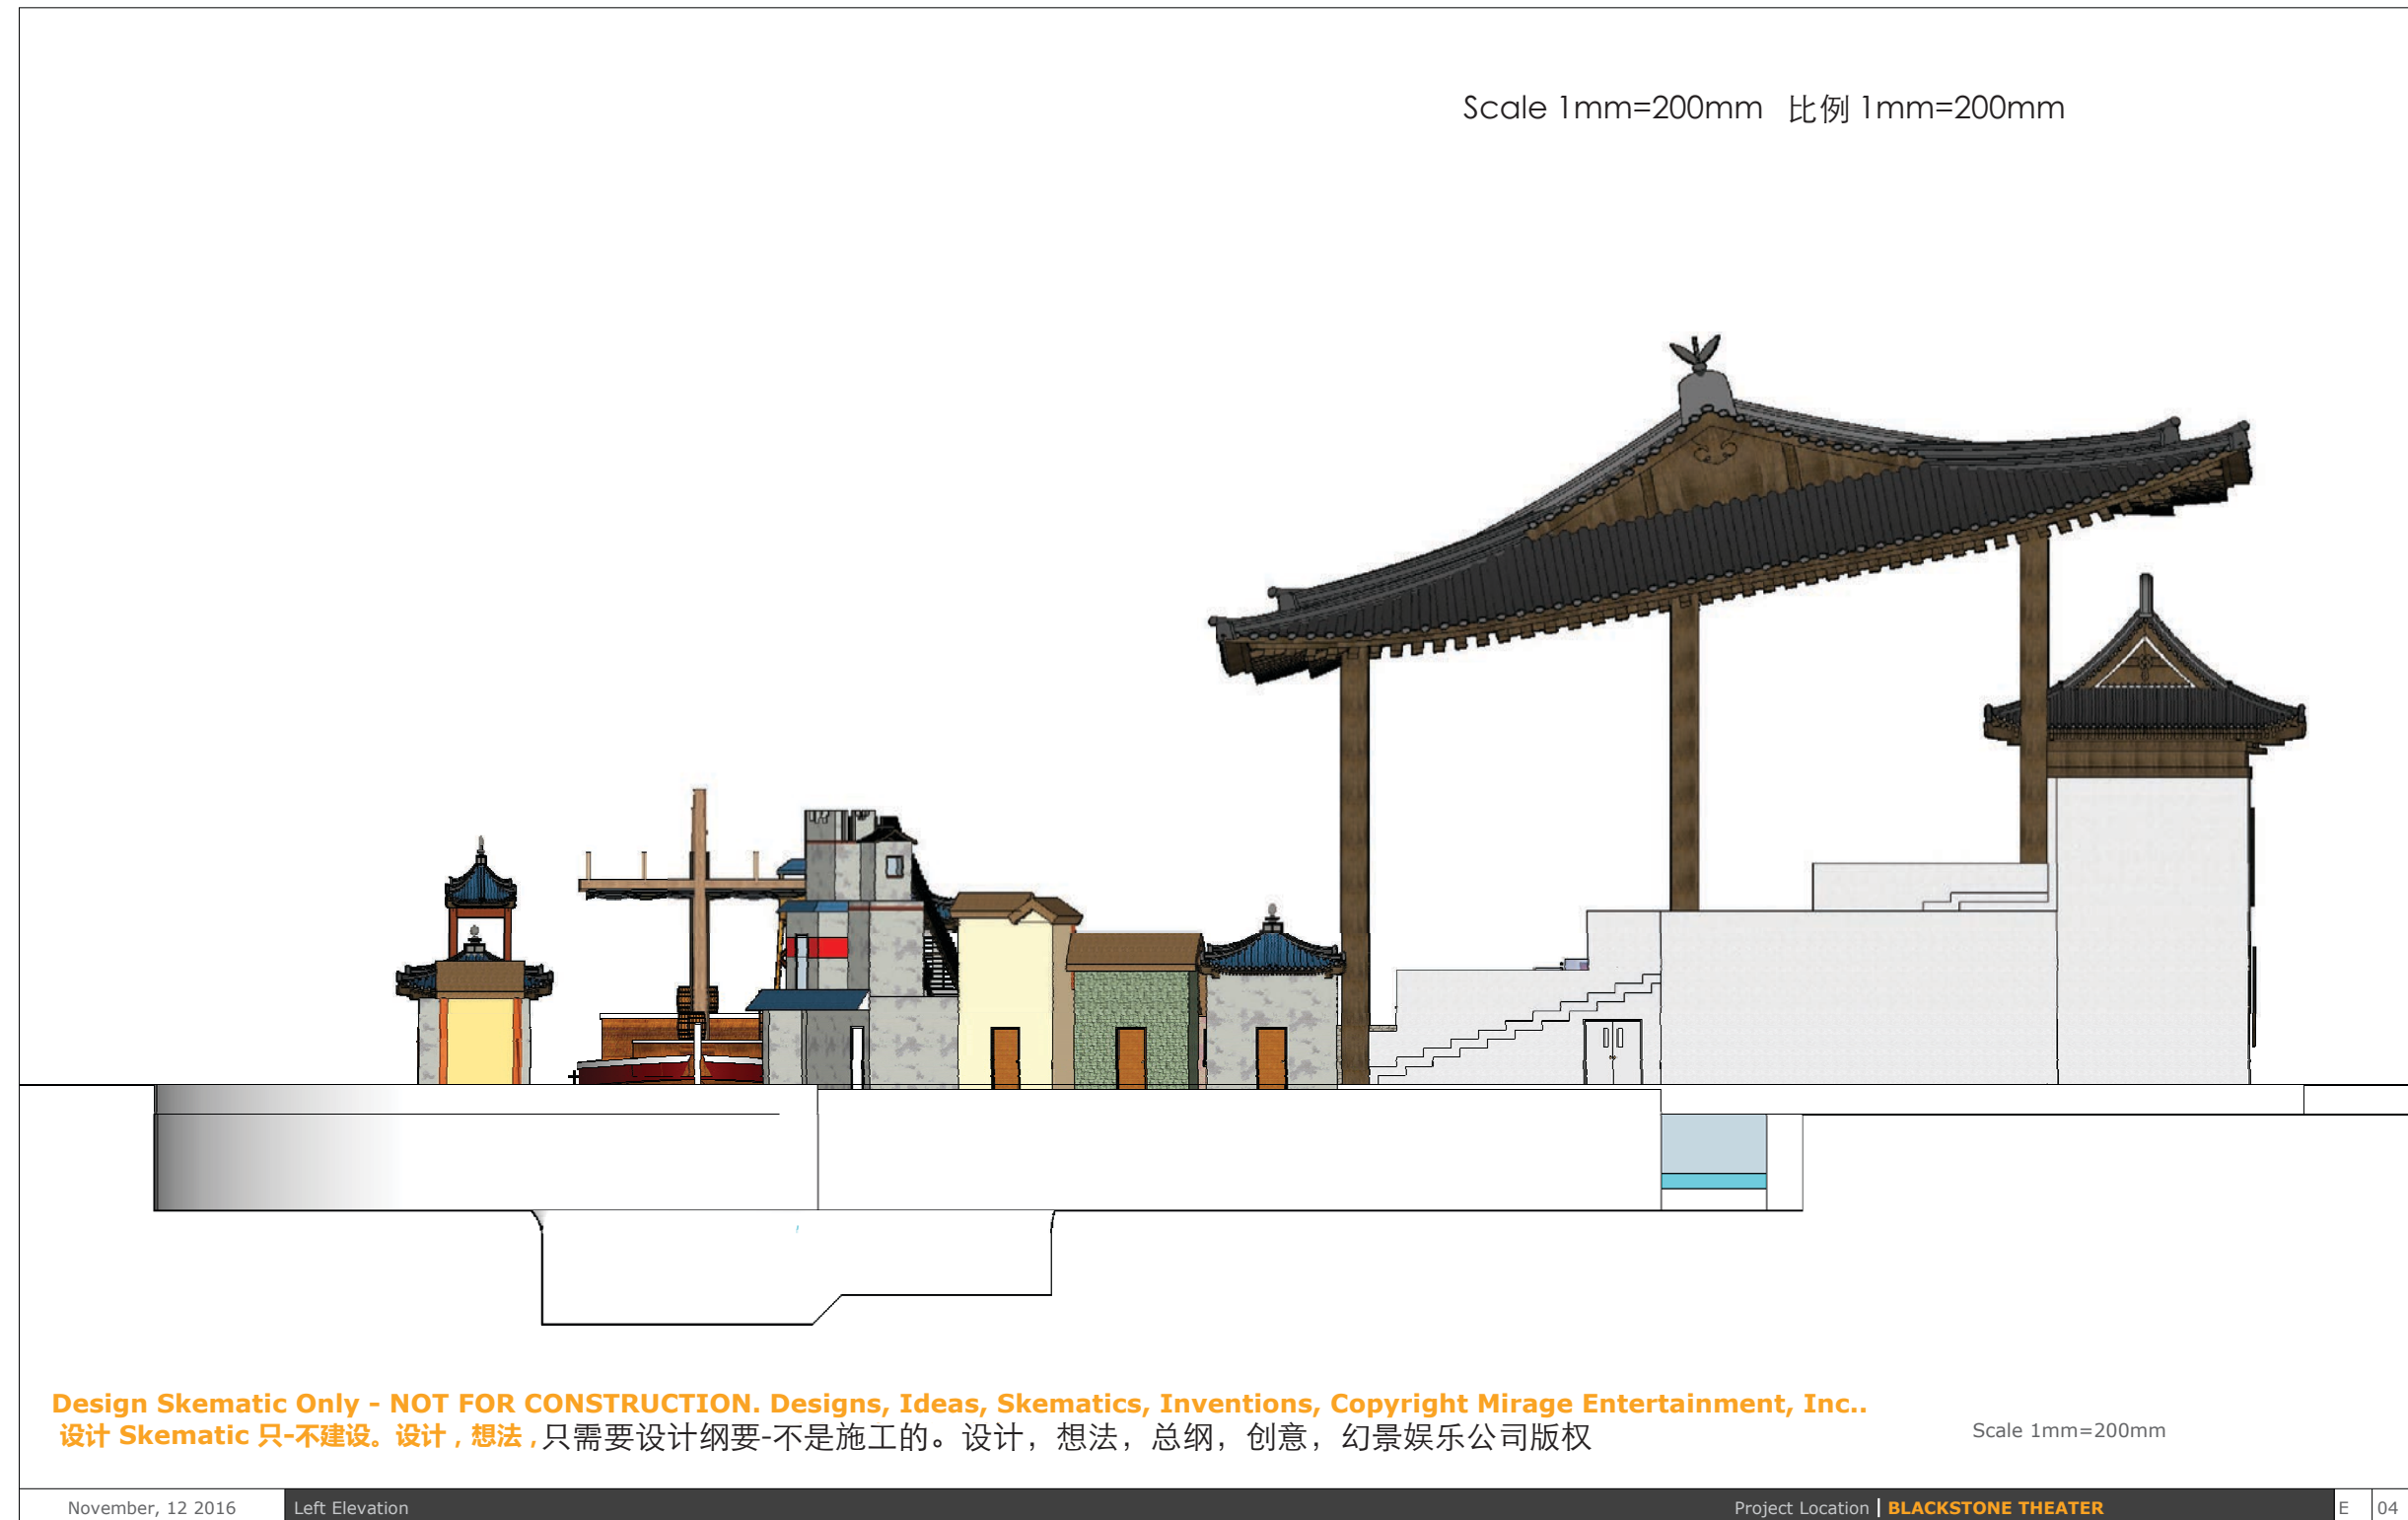 Scale 1mm=200mm 比例 1mm=200mm
Design Skematic Only - NOT FOR CONSTRUCTION. Designs, Ideas, Skematics, Inventions, Copyright Mirage Entertainment, Inc..
设计 Skematic 只-不建设。设计 , 想法 , 只需要设计纲要-不是施工的。设计，想法，总纲，创意，幻景娱乐公司版权
Scale 1mm=200mm
November, 12 2016
Left Elevation
Project Location | BLACKSTONE THEATER
E 04